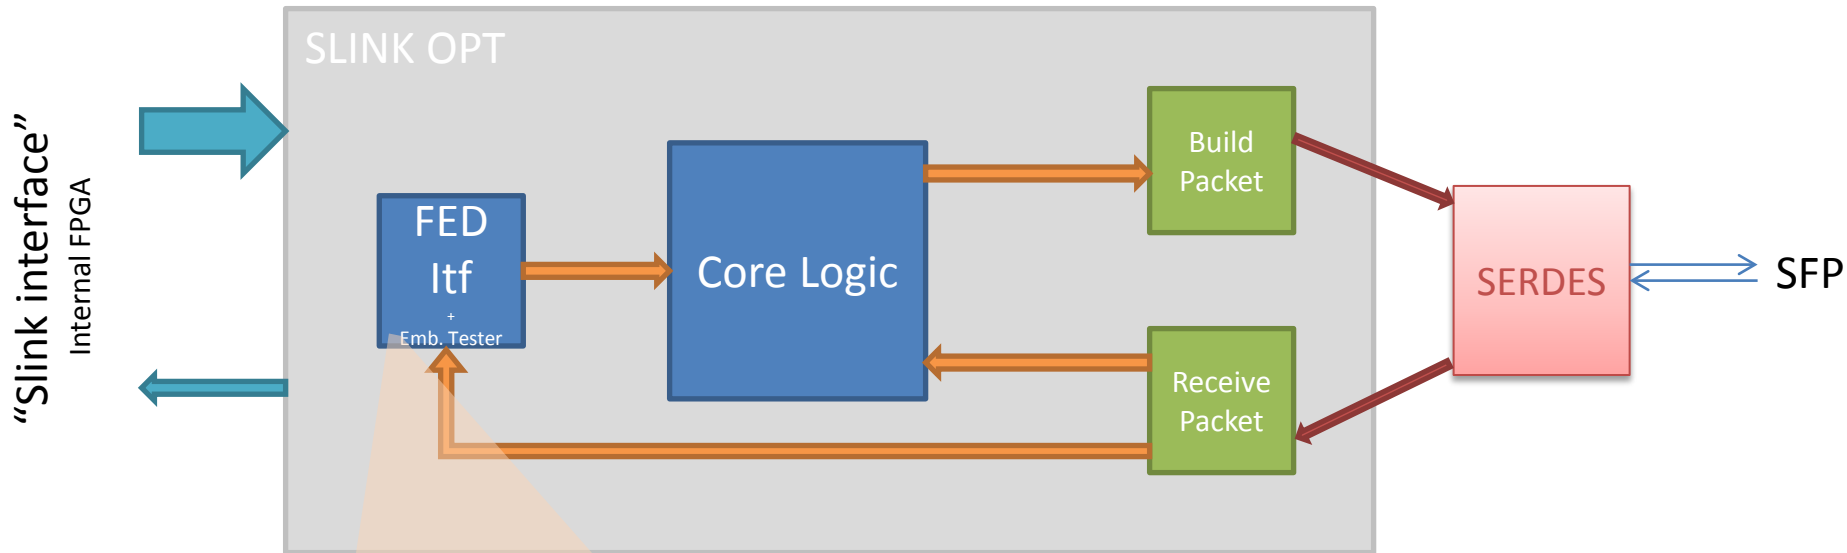 “Slink interface”
Internal FPGA
SLINK OPT
FED
Itf
+
Emb. Tester
Core Logic
Build
Packet
Receive
Packet
SERDES
SFP